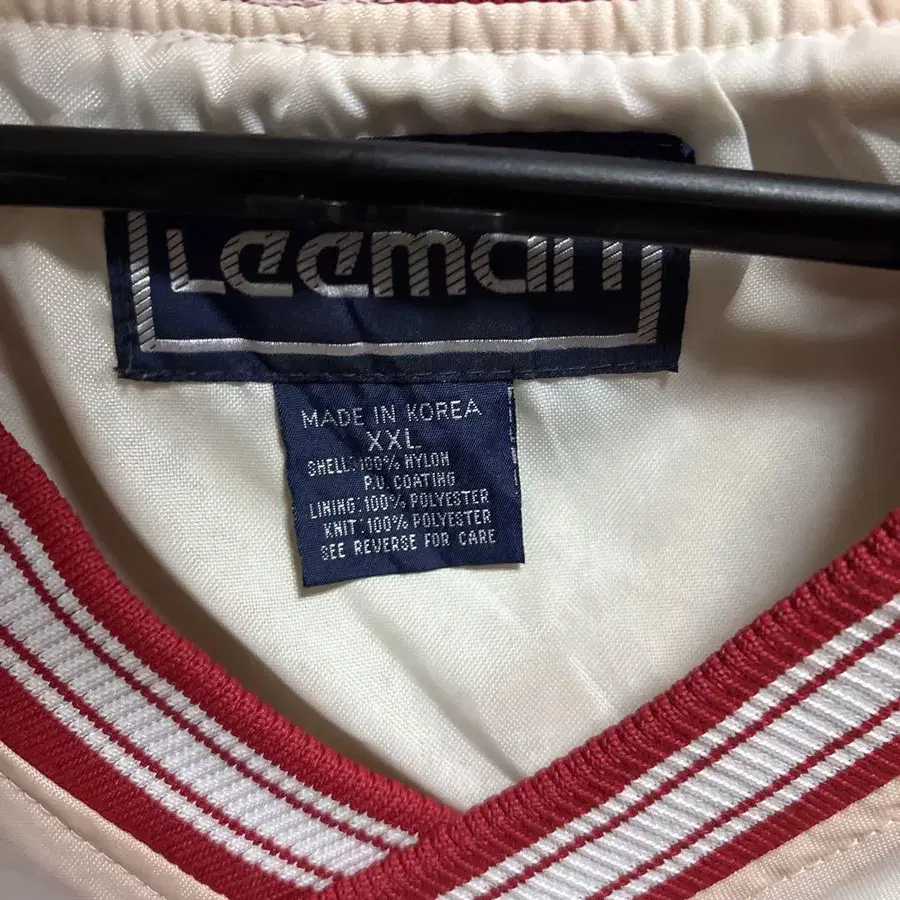 Leeman
MADE IN KOREA
XXL
SHELL:100% NYLON
P.U. COATING
LINING:100% POLYESTER
KNIT:100% POLYESTER
SEE REVERSE FOR CARE